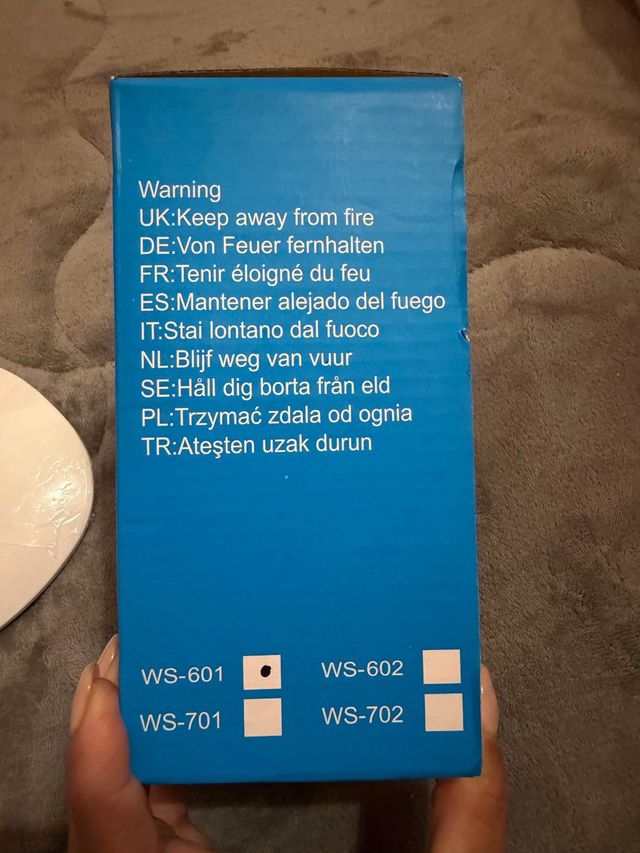 Warning
UK:Keep away from fire
DE:Von Feuer fernhalten
FR:Tenir éloigné du feu
ES:Mantener alejado del fuego
IT:Stai lontano dal fuoco
NL:Blijf weg van vuur
SE:Håll dig borta från eld
PL:Trzymać zdala od ognia
TR:Ateşten uzak durun
WS-601 WS-602
WS-701 WS-702